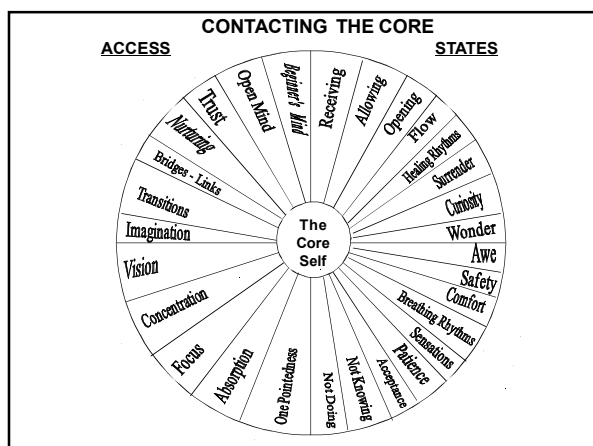 CONTACTING THE CORE
ACCESS
STATES
Receiving
Allowing
Opening
Flow
Healing Rhythms
Surrender
Curiosity
Wonder
Awe
Safety
Comfort
Breathing Rhythms
Sensations
Patience
Acceptance
Not Knowing
Not Doing
One Pointedness
Absorption
Focus
Concentration
Vision
Imagination
Transitions
Bridges - Links
Nurturing
Trust
Open Mind
Beginner's Mind
The
Core
Self